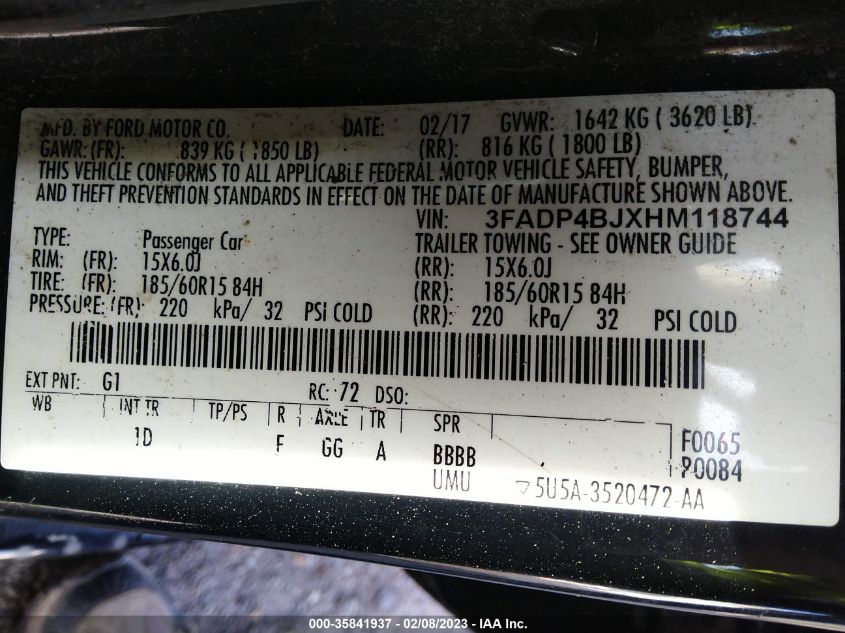 MFD. BY FORD MOTOR CO. DATE: 02/17 GVWR: 1642 KG ( 3620 LB)
GAWR: (FR): 839 KG ( 1850 LB) (RR): 816 KG ( 1800 LB)
THIS VEHICLE CONFORMS TO ALL APPLICABLE FEDERAL MOTOR VEHICLE SAFETY, BUMPER,
AND THEFT PREVENTION STANDARDS IN EFFECT ON THE DATE OF MANUFACTURE SHOWN ABOVE.
VIN: 3FADP4BJXHM118744
TYPE: Passenger Car TRAILER TOWING - SEE OWNER GUIDE
RIM: (FR): 15X6.0J (RR): 15X6.0J
TIRE: (FR): 185/60R15 84H (RR): 185/60R15 84H
PRESSURE: (FR): 220 kPa/ 32 PSI COLD (RR): 220 kPa/ 32 PSI COLD
EXT PNT: G1 RC: 72 DSO:
WB INT TR TP/PS R AXLE TR SPR F0065
1D F GG A BBBB P0084
UMU 5U5A-3520472-AA
000-35841937 - 02/08/2023 - IAA Inc.